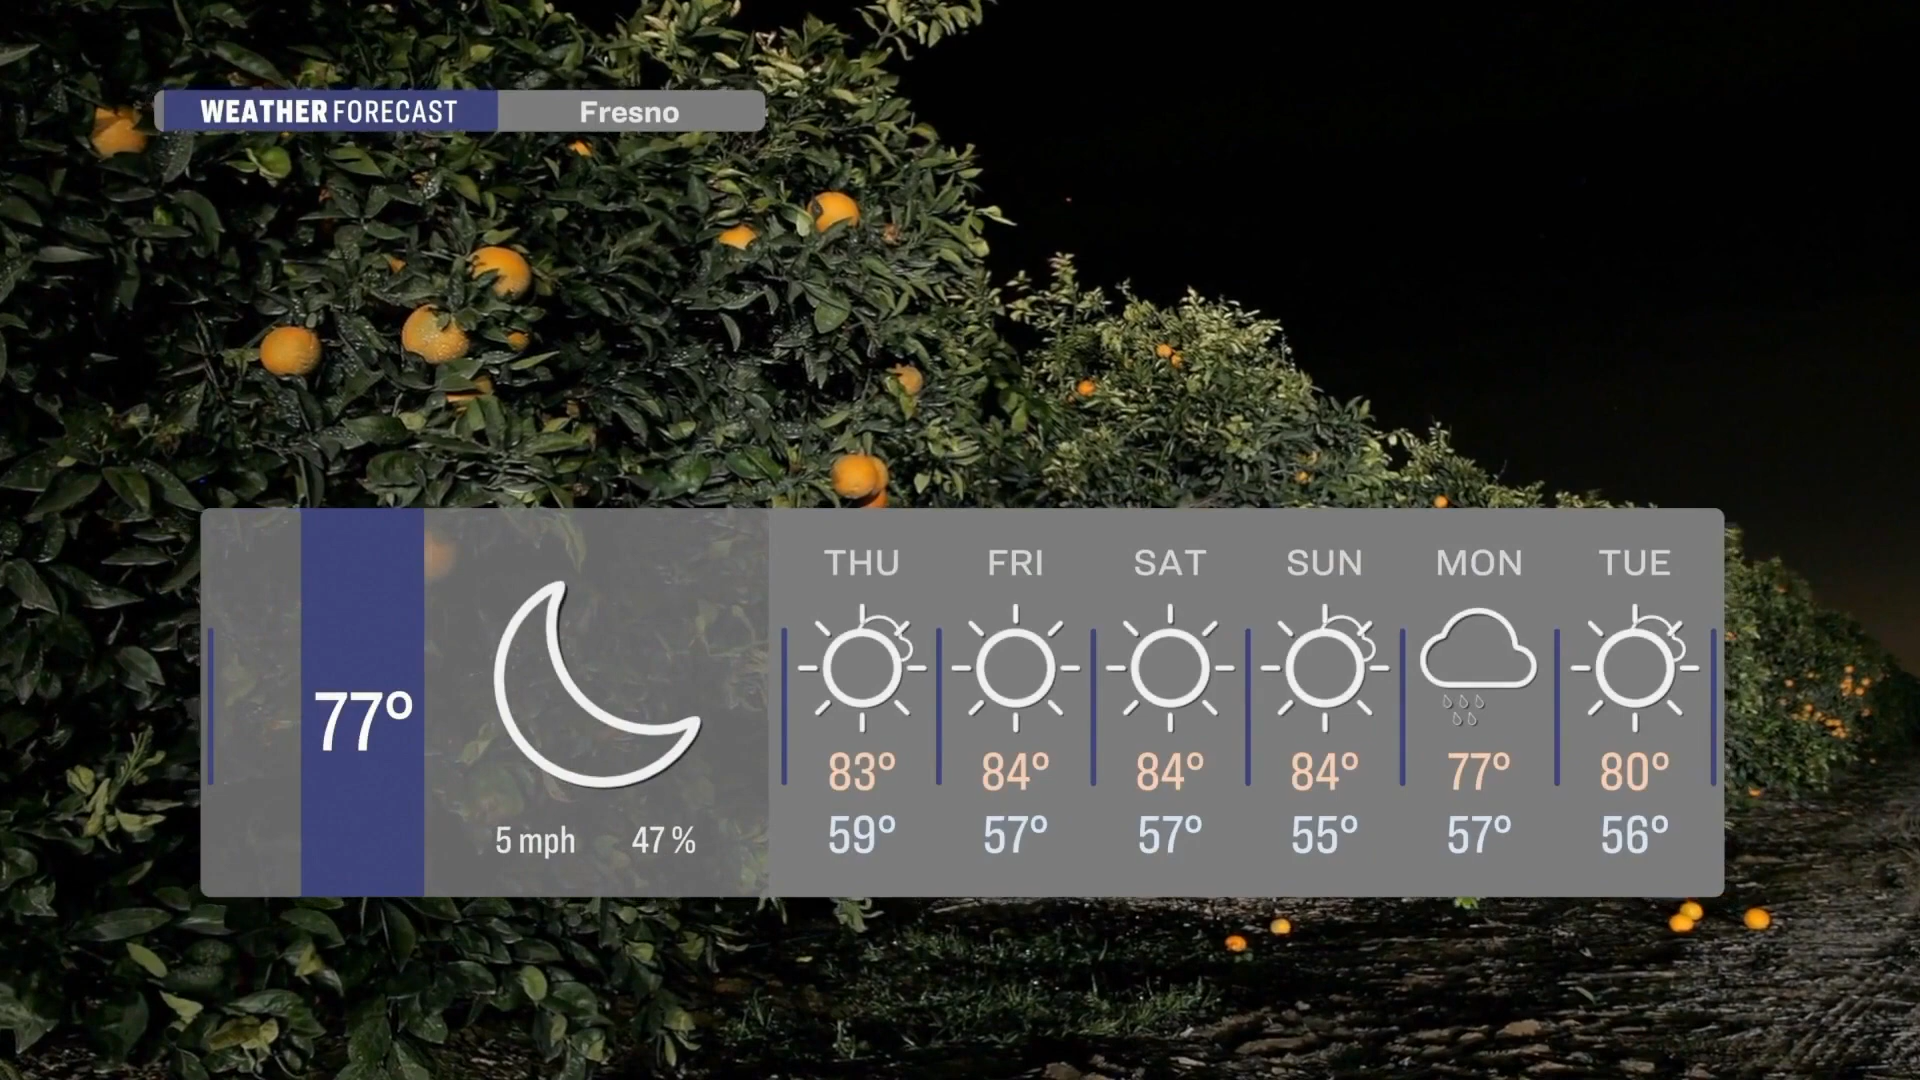 WEATHER FORECAST Fresno
77º
5 mph 47 %
THU FRI SAT SUN MON TUE
83º 84º 84º 84º 77º 80º
59º 57º 57º 55º 57º 56º